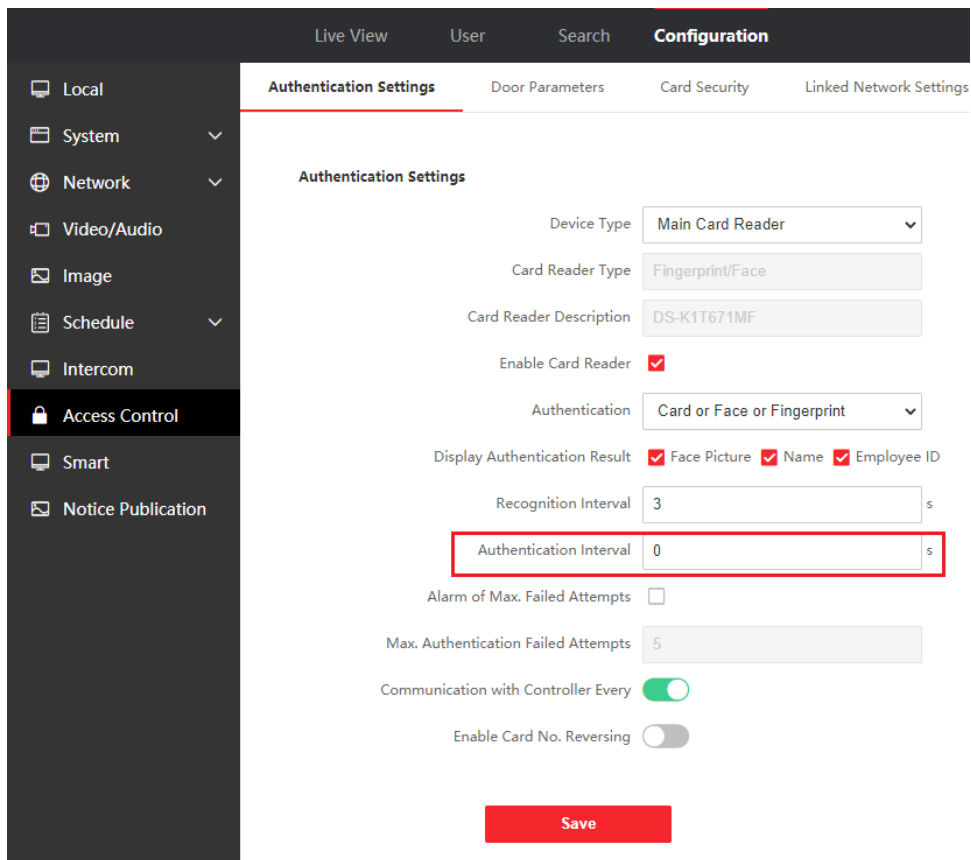 Live View User Search Configuration
Local
System
Network
Video/Audio
Image
Schedule
Intercom
Access Control
Smart
Notice Publication
Authentication Settings Door Parameters Card Security Linked Network Settings
Authentication Settings
Device Type Main Card Reader
Card Reader Type Fingerprint/Face
Card Reader Description DS-K1T671MF
Enable Card Reader
Authentication Card or Face or Fingerprint
Display Authentication Result Face Picture Name Employee ID
Recognition Interval 3 s
Authentication Interval 0 s
Alarm of Max. Failed Attempts
Max. Authentication Failed Attempts 5
Communication with Controller Every
Enable Card No. Reversing
Save